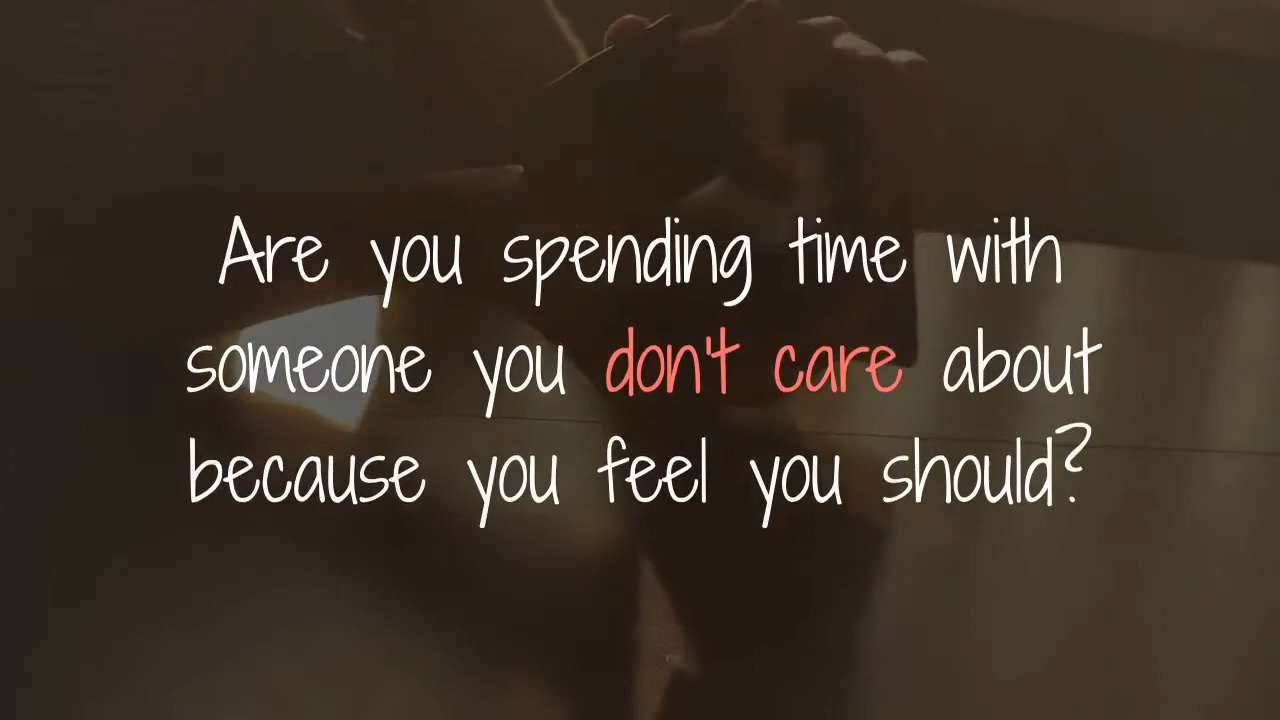 Are you spending time with
someone you don't care about
because you feel you should?